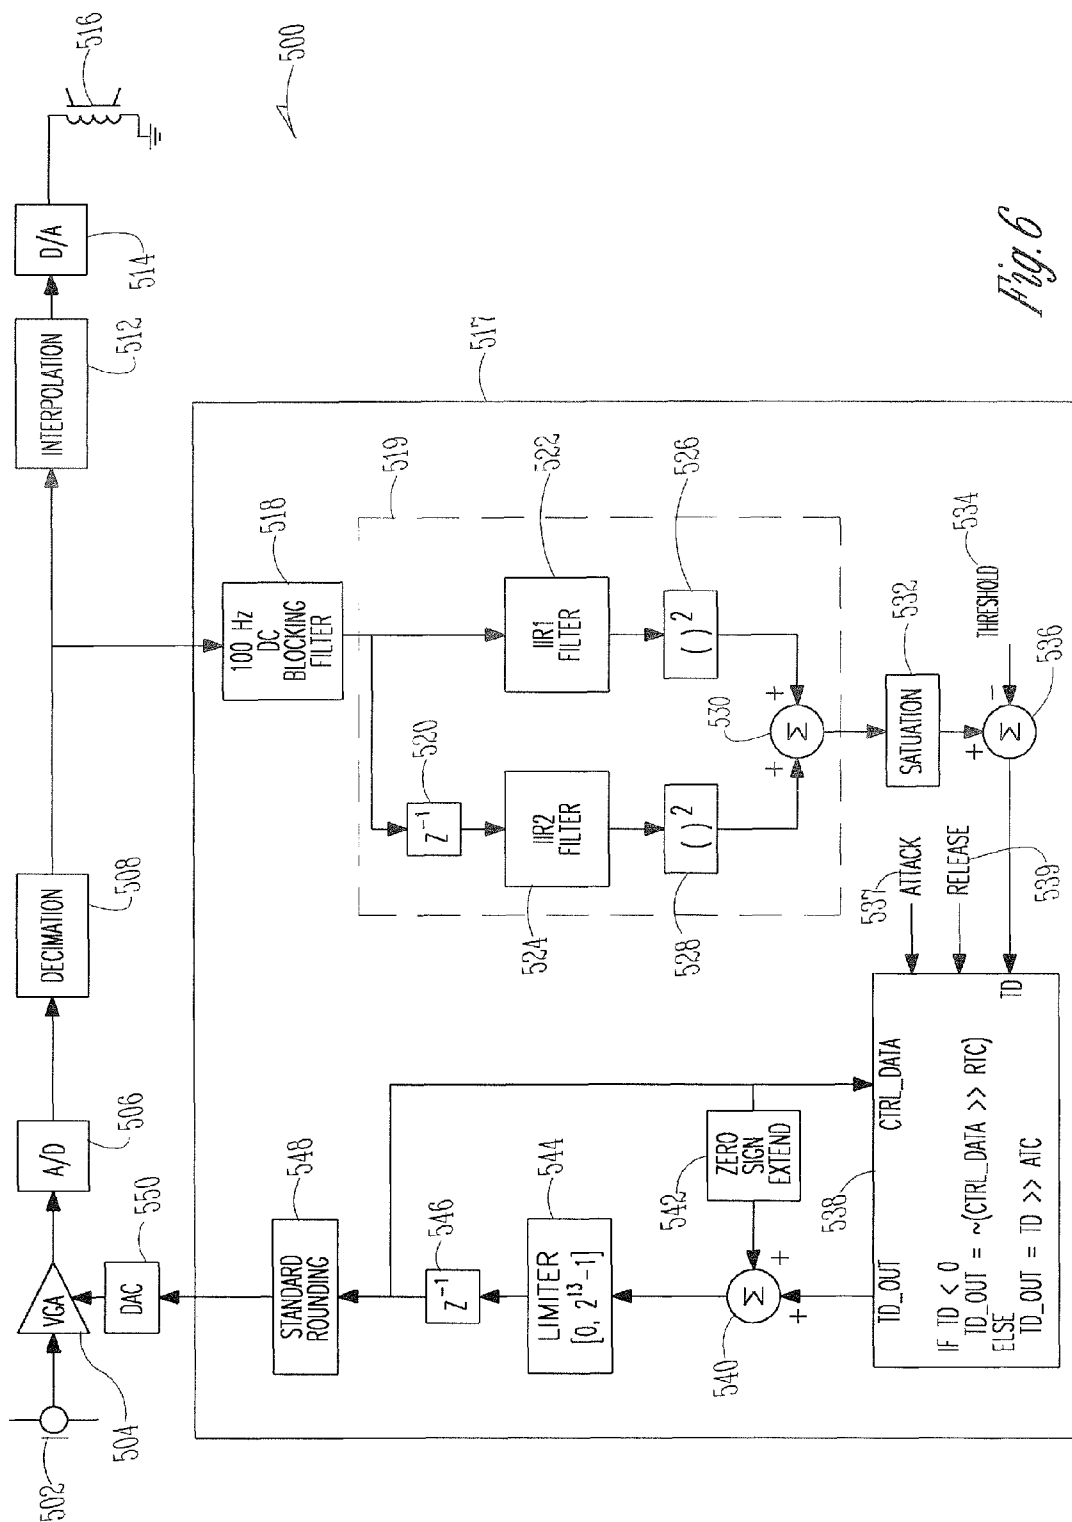 502
VGA
504
DAC
550
A/D
506
DECIMATION
508
INTERPOLATION
512
D/A
514
516
500
517
100 Hz
DC
BLOCKING
FILTER
518
519
Z⁻¹
520
IIR1
FILTER
522
IIR2
FILTER
524
( )²
526
( )²
528
Σ
+
+
530
SATUATION
532
THRESHOLD
534
Σ
+
−
536
537
ATTACK
RELEASE
539
STANDARD
ROUNDING
548
Z⁻¹
546
LIMITER
[0, 2¹³−1]
544
ZERO
SIGN
EXTEND
542
Σ
+
+
540
538
TD_OUT
CTRL_DATA
TD
IF TD < 0
TD_OUT = ~(CTRL_DATA >> RTC)
ELSE
TD_OUT = TD >> ATC
Fig. 6